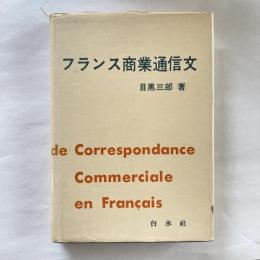 フランス商業通信文
目黒三郎 著
de Correspondance
Commerciale
en Français
白水社